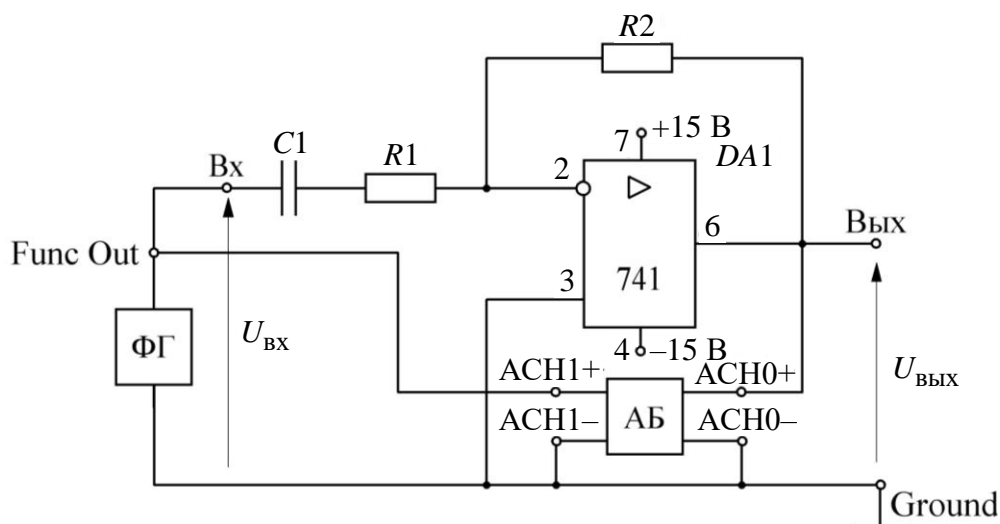 R2
C1
R1
7
+15 В
DA1
2
Вх
Вых
6
Func Out
3
741
ФГ
Uвх
4
–15 В
Uвых
ACH1+
ACH0+
АБ
ACH1–
ACH0–
Ground